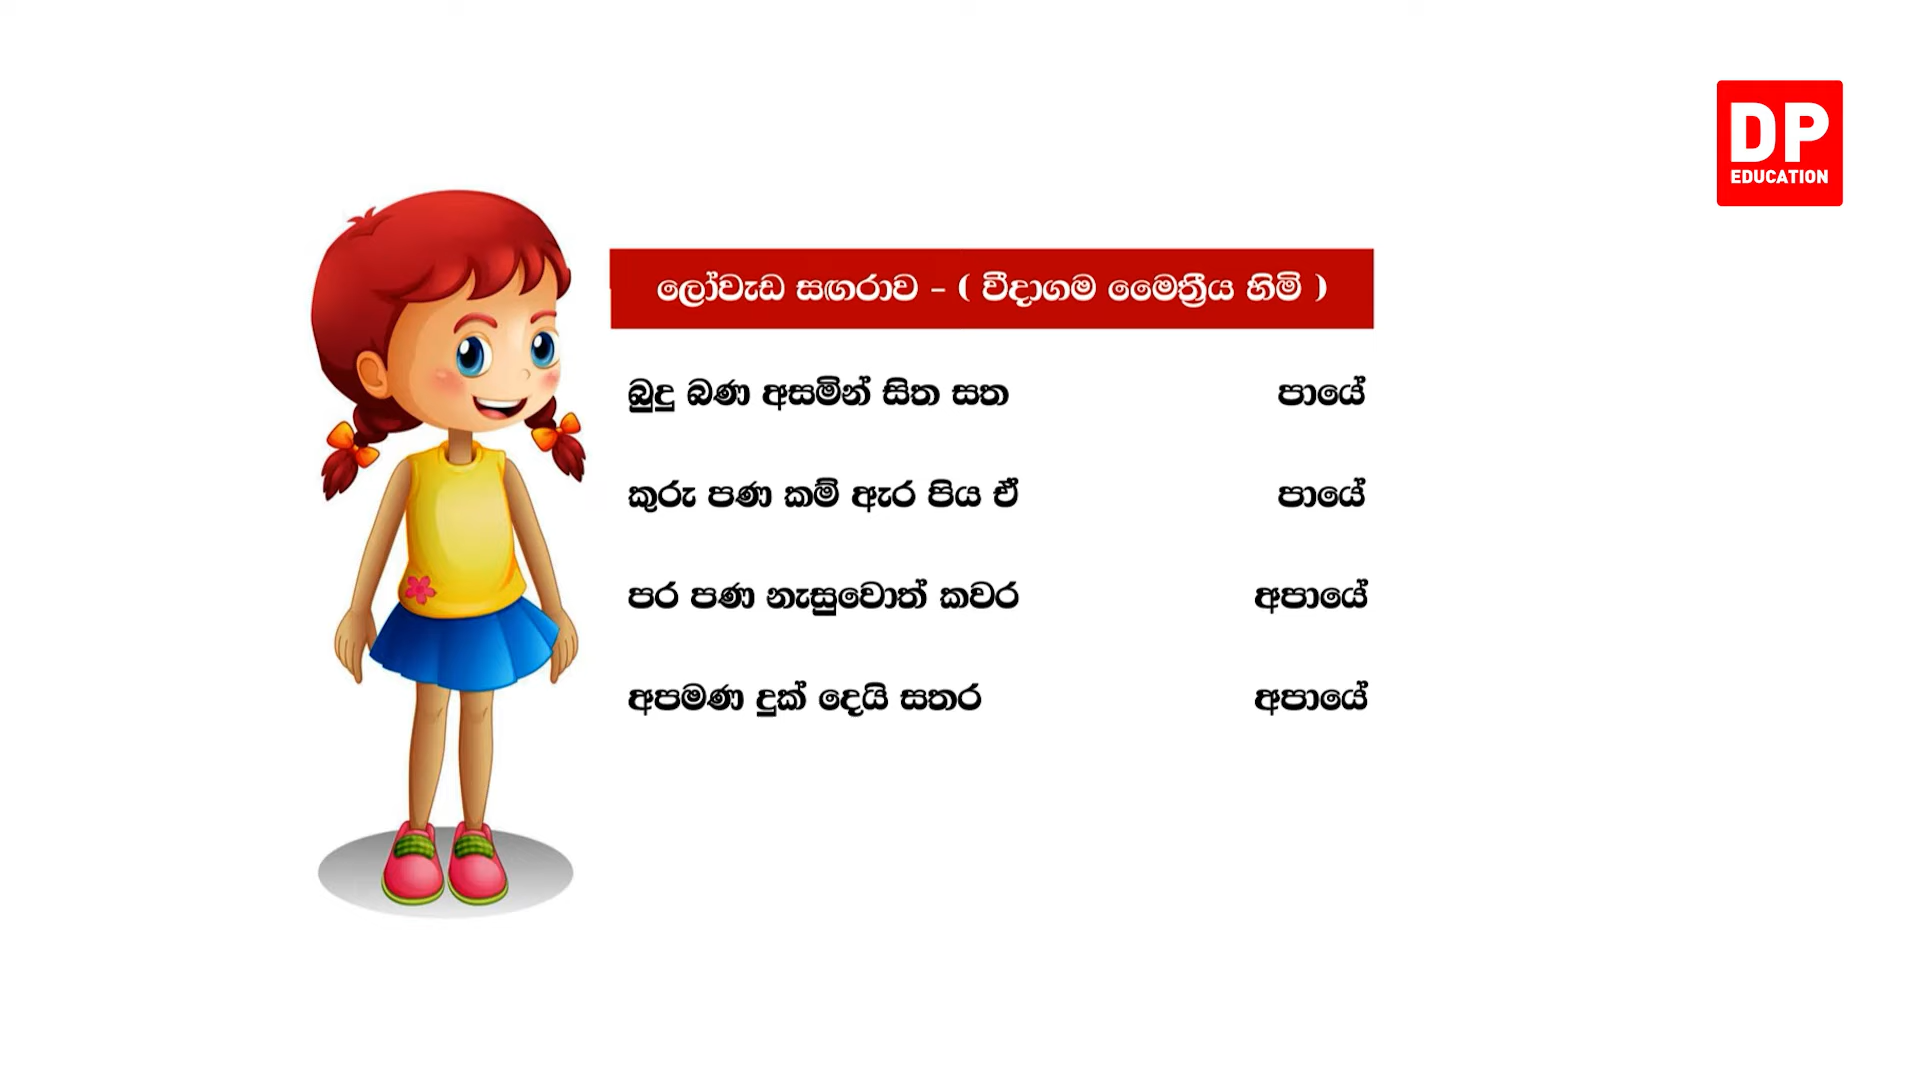 DP
EDUCATION
ලෝවැඩ සඟරාව - ( වීදාගම මෛත්‍රීය හිමි )
බුදු බණ අසමින් සිත සත පායේ
කුරු පණ කම් ඇර පිය ඒ පායේ
පර පණ නැසුවොත් කවර අපායේ
අපමණ දුක් දෙයි සතර අපායේ